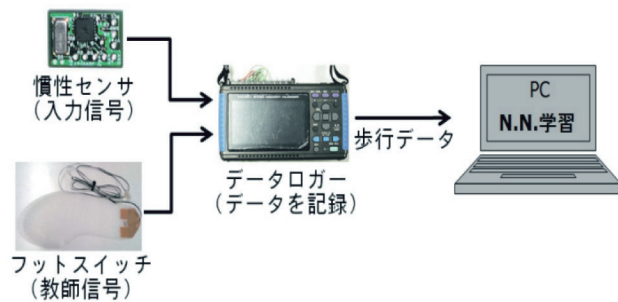 慣性センサ
(入力信号)
フットスイッチ
(教師信号)
データロガー
(データを記録)
歩行データ
PC
N.N.学習